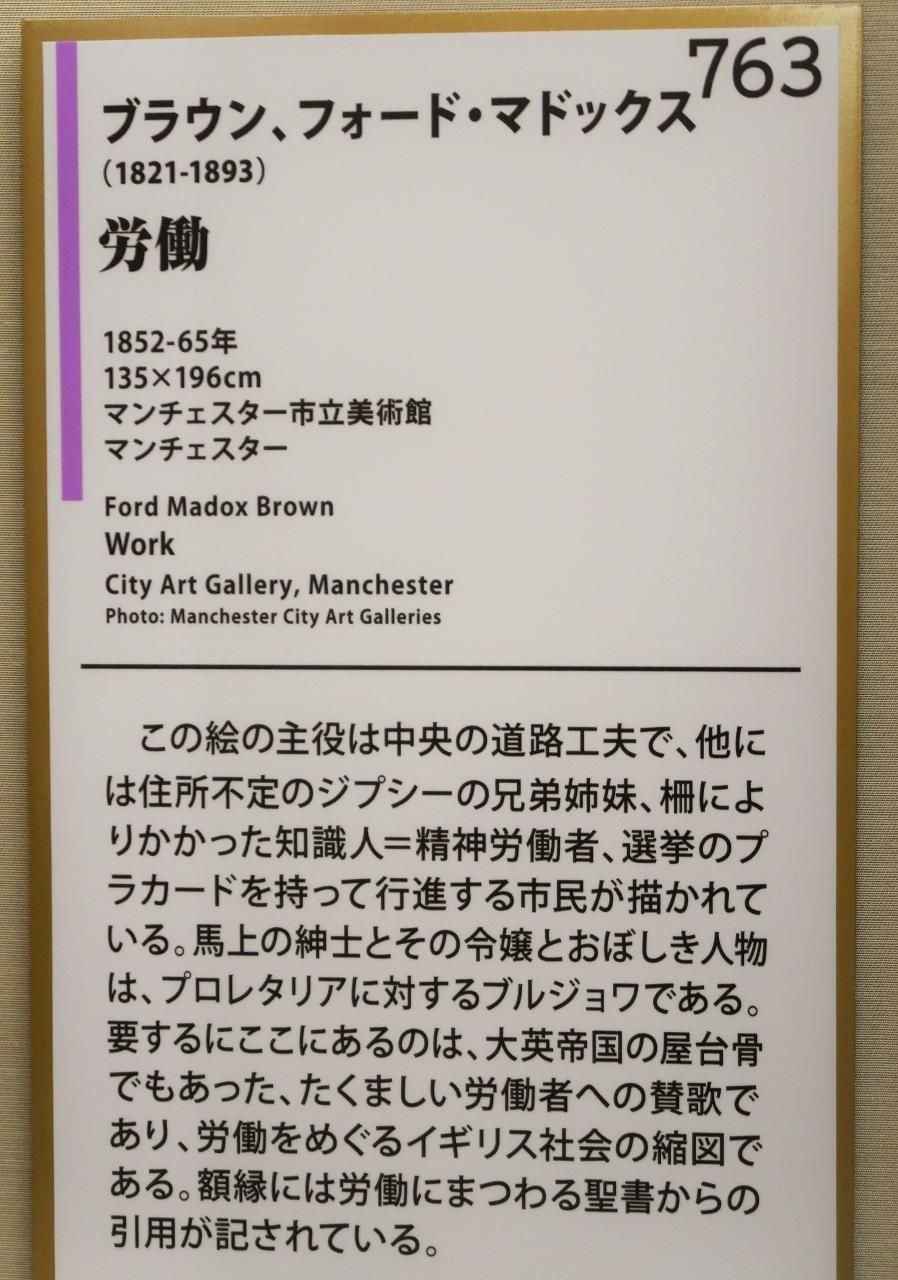 763
ブラウン、フォード・マドックス
（1821-1893）
労働
1852-65年
135×196cm
マンチェスター市立美術館
マンチェスター
Ford Madox Brown
Work
City Art Gallery, Manchester
Photo: Manchester City Art Galleries
この絵の主役は中央の道路工夫で、他に
は住所不定のジプシーの兄弟姉妹、柵によ
りかかった知識人＝精神労働者、選挙のプ
ラカードを持って行進する市民が描かれて
いる。馬上の紳士とその令嬢とおぼしき人物
は、プロレタリアに対するブルジョワである。
要するにここにあるのは、大英帝国の屋台骨
でもあった、たくましい労働者への賛歌で
あり、労働をめぐるイギリス社会の縮図で
ある。額縁には労働にまつわる聖書からの
引用が記されている。